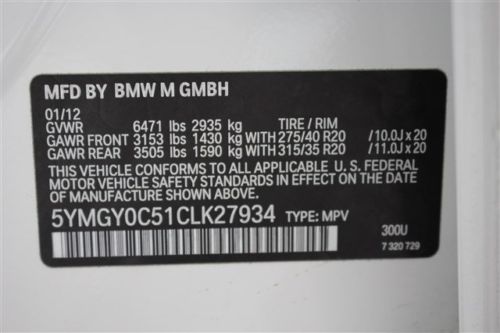 MFD BY BMW M GMBH
01/12
GVWR 6471 lbs 2935 kg TIRE / RIM
GAWR FRONT 3153 lbs 1430 kg WITH 275/40 R20 /10.0J x 20
GAWR REAR 3505 lbs 1590 kg WITH 315/35 R20 /11.0J x 20
THIS VEHICLE CONFORMS TO ALL APPLICABLE U. S. FEDERAL
MOTOR VEHICLE SAFETY STANDARDS IN EFFECT ON THE DATE
OF MANUFACTURE SHOWN ABOVE.
5YMGY0C51CLK27934 TYPE: MPV
300U
7 320 729